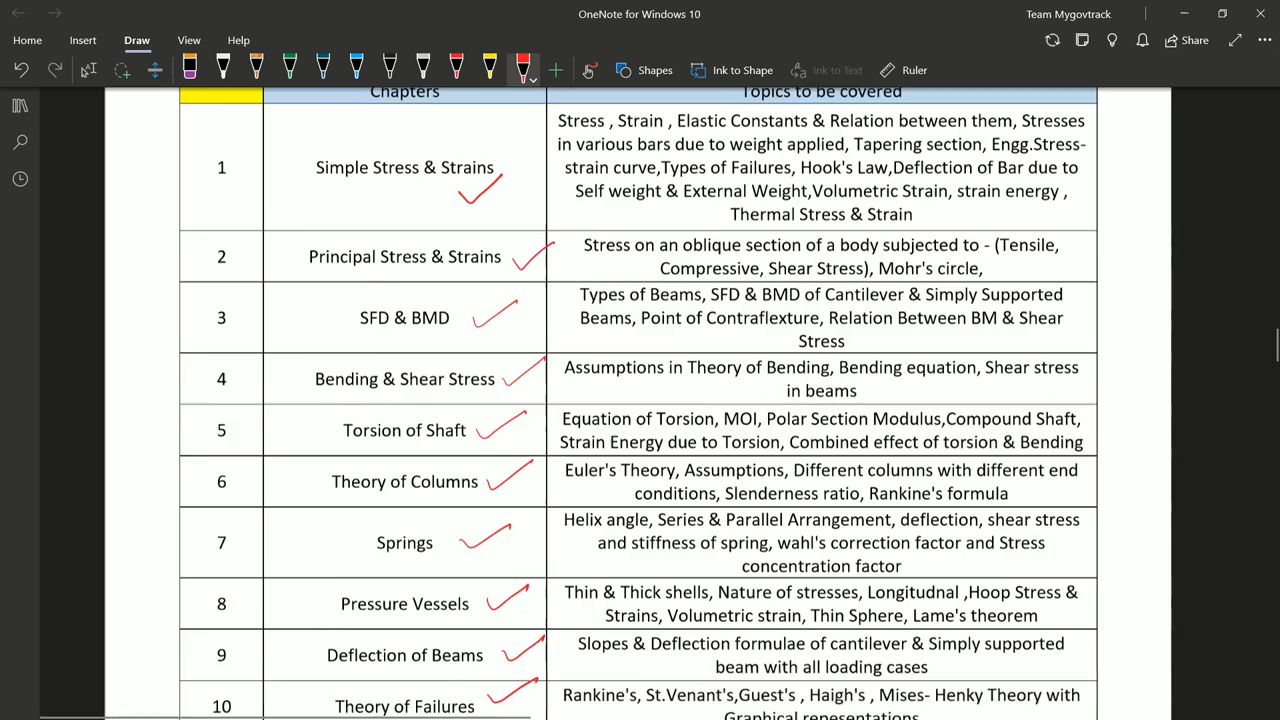 OneNote for Windows 10
Team Mygovtrack
Home Insert Draw View Help
Share
Shapes Ink to Shape Ink to Text Ruler
Chapters Topics to be covered
1 Simple Stress & Strains
Stress , Strain , Elastic Constants & Relation between them, Stresses
in various bars due to weight applied, Tapering section, Engg.Stress-
strain curve,Types of Failures, Hook's Law,Deflection of Bar due to
Self weight & External Weight,Volumetric Strain, strain energy ,
Thermal Stress & Strain
2 Principal Stress & Strains
Stress on an oblique section of a body subjected to - (Tensile,
Compressive, Shear Stress), Mohr's circle,
3 SFD & BMD
Types of Beams, SFD & BMD of Cantilever & Simply Supported
Beams, Point of Contraflexture, Relation Between BM & Shear
Stress
4 Bending & Shear Stress
Assumptions in Theory of Bending, Bending equation, Shear stress
in beams
5 Torsion of Shaft
Equation of Torsion, MOI, Polar Section Modulus,Compound Shaft,
Strain Energy due to Torsion, Combined effect of torsion & Bending
6 Theory of Columns
Euler's Theory, Assumptions, Different columns with different end
conditions, Slenderness ratio, Rankine's formula
7 Springs
Helix angle, Series & Parallel Arrangement, deflection, shear stress
and stiffness of spring, wahl's correction factor and Stress
concentration factor
8 Pressure Vessels
Thin & Thick shells, Nature of stresses, Longitudnal ,Hoop Stress &
Strains, Volumetric strain, Thin Sphere, Lame's theorem
9 Deflection of Beams
Slopes & Deflection formulae of cantilever & Simply supported
beam with all loading cases
10 Theory of Failures
Rankine's, St.Venant's,Guest's , Haigh's , Mises- Henky Theory with
Graphical repesentations